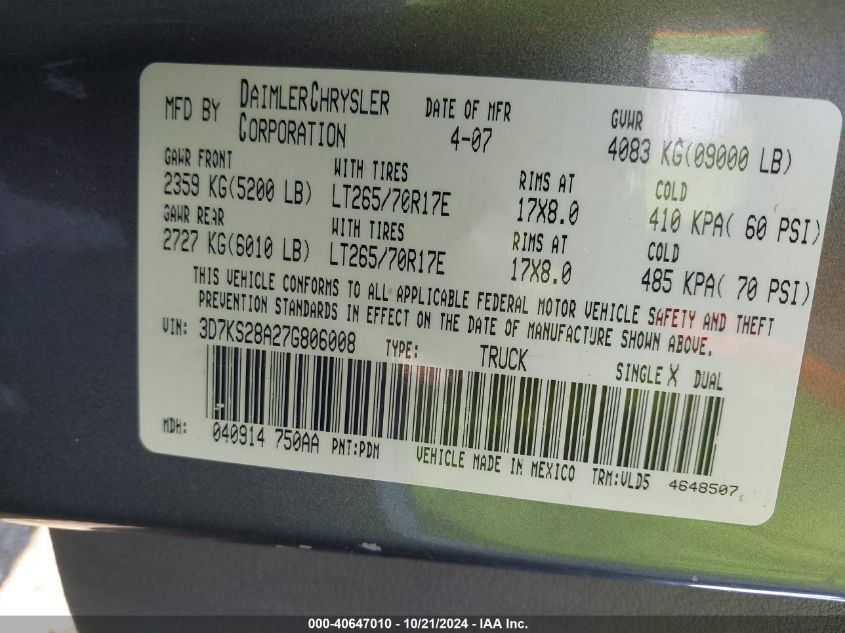 MFD BY DAIMLERCHRYSLER CORPORATION DATE OF MFR 4-07 GVWR 4083 KG(09000 LB)
GAWR FRONT WITH TIRES RIMS AT COLD
2359 KG(5200 LB) LT265/70R17E 17X8.0 410 KPA( 60 PSI)
GAWR REAR WITH TIRES RIMS AT COLD
2727 KG(6010 LB) LT265/70R17E 17X8.0 485 KPA( 70 PSI)
THIS VEHICLE CONFORMS TO ALL APPLICABLE FEDERAL MOTOR VEHICLE SAFETY AND THEFT
PREVENTION STANDARDS IN EFFECT ON THE DATE OF MANUFACTURE SHOWN ABOVE.
VIN: 3D7KS28A27G806008 TYPE: TRUCK SINGLE X DUAL
MDH: 040914 750AA PNT:PDM VEHICLE MADE IN MEXICO TRM:VLD5 4648507
000-40647010 - 10/21/2024 - IAA Inc.